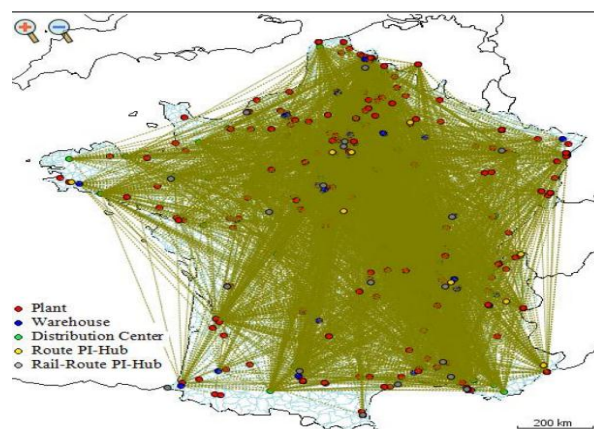 Plant
Warehouse
Distribution Center
Route PI-Hub
Rail-Route PI-Hub
200 km